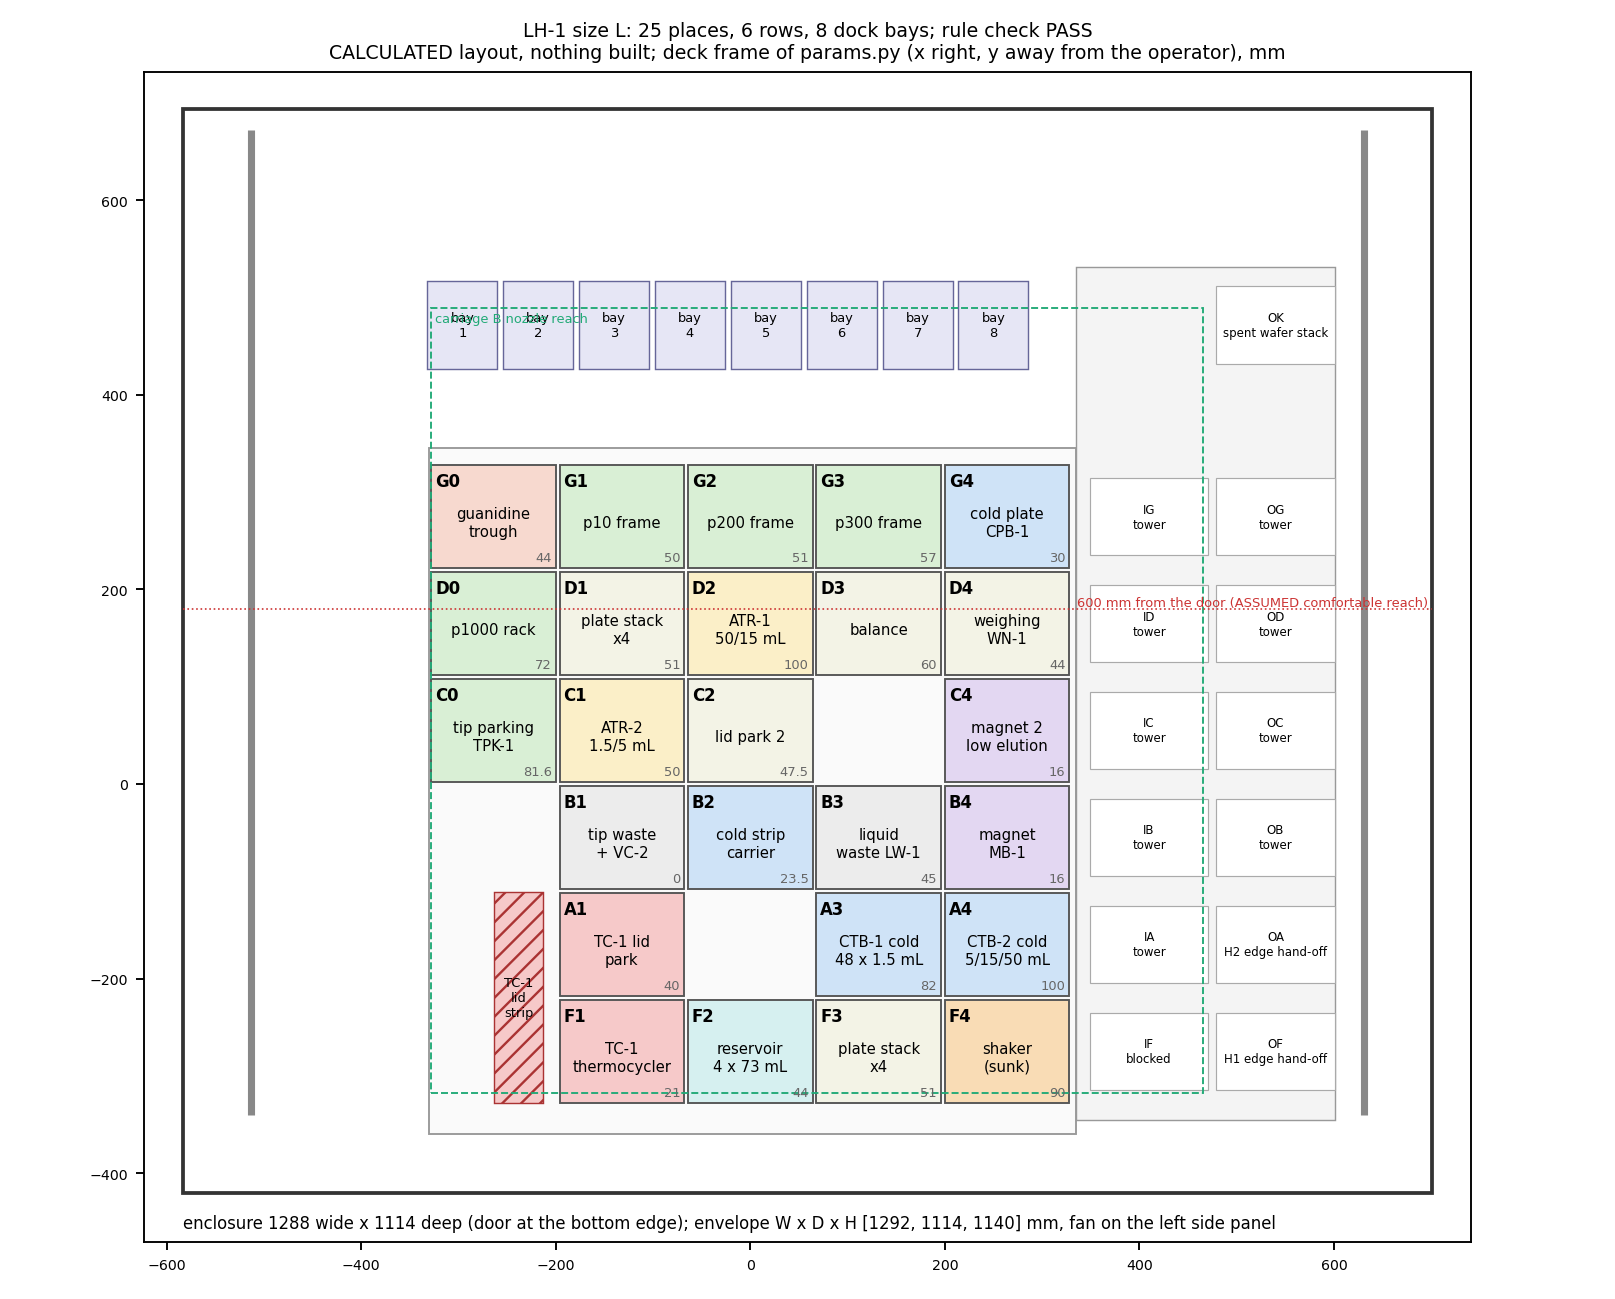 LH-1 size L: 25 places, 6 rows, 8 dock bays; rule check PASS
CALCULATED layout, nothing built; deck frame of params.py (x right, y away from the operator), mm
600
400
200
0
−200
−400
carriage B nozzle reach
bay
1
bay
2
bay
3
bay
4
bay
5
bay
6
bay
7
bay
8
OK
spent wafer stack
G0
guanidine
trough
44
G1
p10 frame
50
G2
p200 frame
51
G3
p300 frame
57
G4
cold plate
CPB-1
30
IG
tower
OG
tower
600 mm from the door (ASSUMED comfortable reach)
D0
p1000 rack
72
D1
plate stack
x4
51
D2
ATR-1
50/15 mL
100
D3
balance
60
D4
weighing
WN-1
44
ID
tower
OD
tower
C0
tip parking
TPK-1
81.6
C1
ATR-2
1.5/5 mL
50
C2
lid park 2
47.5
C4
magnet 2
low elution
16
IC
tower
OC
tower
B1
tip waste
+ VC-2
0
B2
cold strip
carrier
23.5
B3
liquid
waste LW-1
45
B4
magnet
MB-1
16
IB
tower
OB
tower
TC-1
lid
strip
A1
TC-1 lid
park
40
A3
CTB-1 cold
48 x 1.5 mL
82
A4
CTB-2 cold
5/15/50 mL
100
IA
tower
OA
H2 edge hand-off
F1
TC-1
thermocycler
21
F2
reservoir
4 x 73 mL
44
F3
plate stack
x4
51
F4
shaker
(sunk)
90
IF
blocked
OF
H1 edge hand-off
enclosure 1288 wide x 1114 deep (door at the bottom edge); envelope W x D x H [1292, 1114, 1140] mm, fan on the left side panel
−600
−400
−200
0
200
400
600